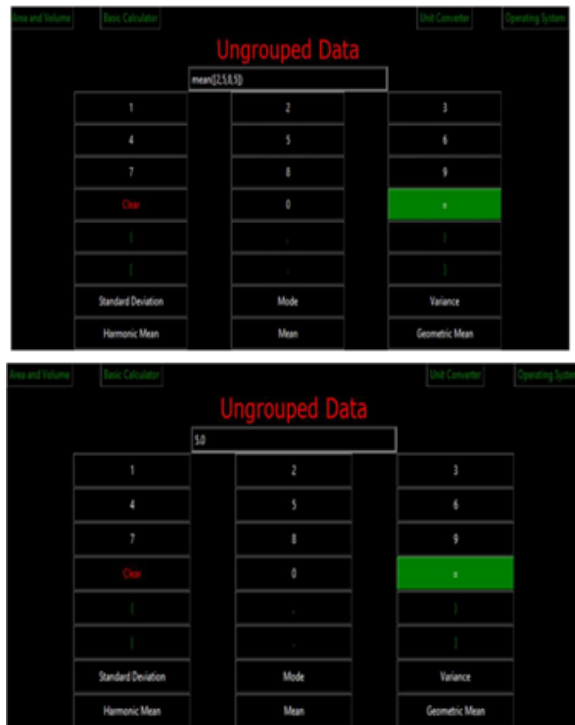 Area and Volume Basic Calculator Unit Converter Operating System
Ungrouped Data
mean([2,5,8,5])
1 2 3
4 5 6
7 8 9
Clear 0 =
( , )
[ . ]
Standard Deviation Mode Variance
Harmonic Mean Mean Geometric Mean
Area and Volume Basic Calculator Unit Converter Operating System
Ungrouped Data
5.0
1 2 3
4 5 6
7 8 9
Clear 0 =
( , )
[ . ]
Standard Deviation Mode Variance
Harmonic Mean Mean Geometric Mean